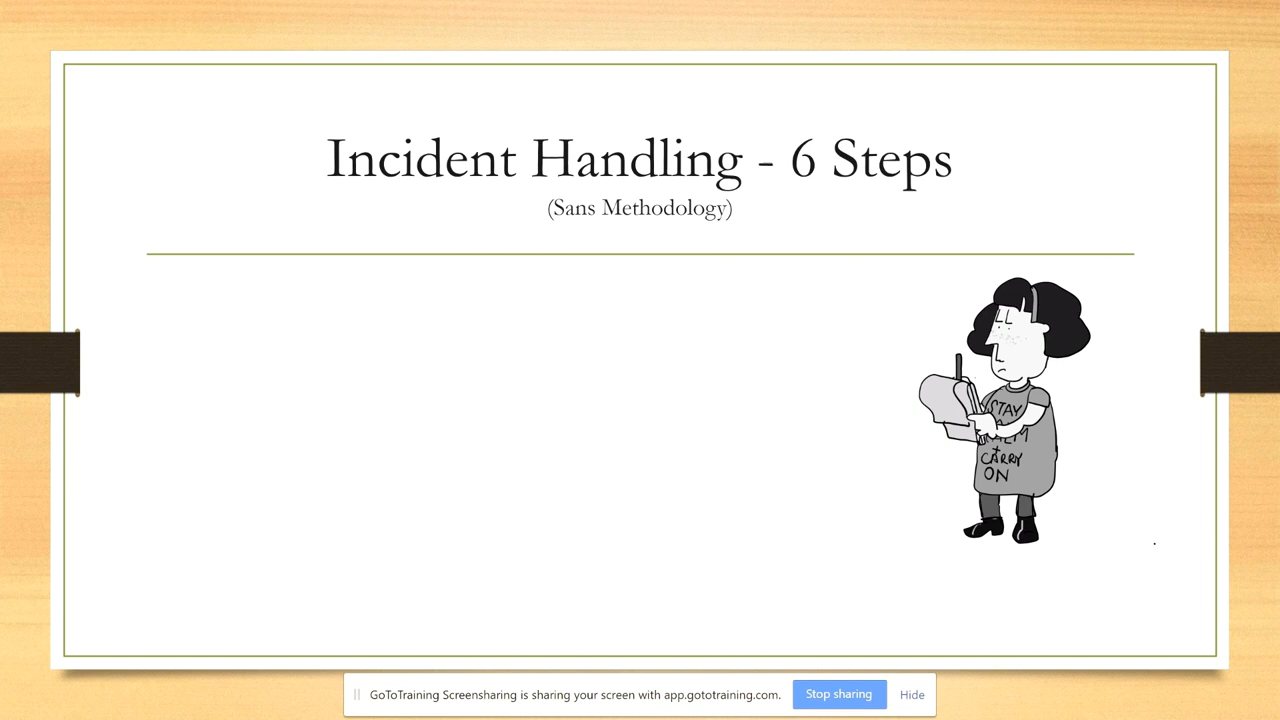 Incident Handling - 6 Steps
(Sans Methodology)
STAY
CARRY
ON
GoToTraining Screensharing is sharing your screen with app.gototraining.com.
Stop sharing
Hide